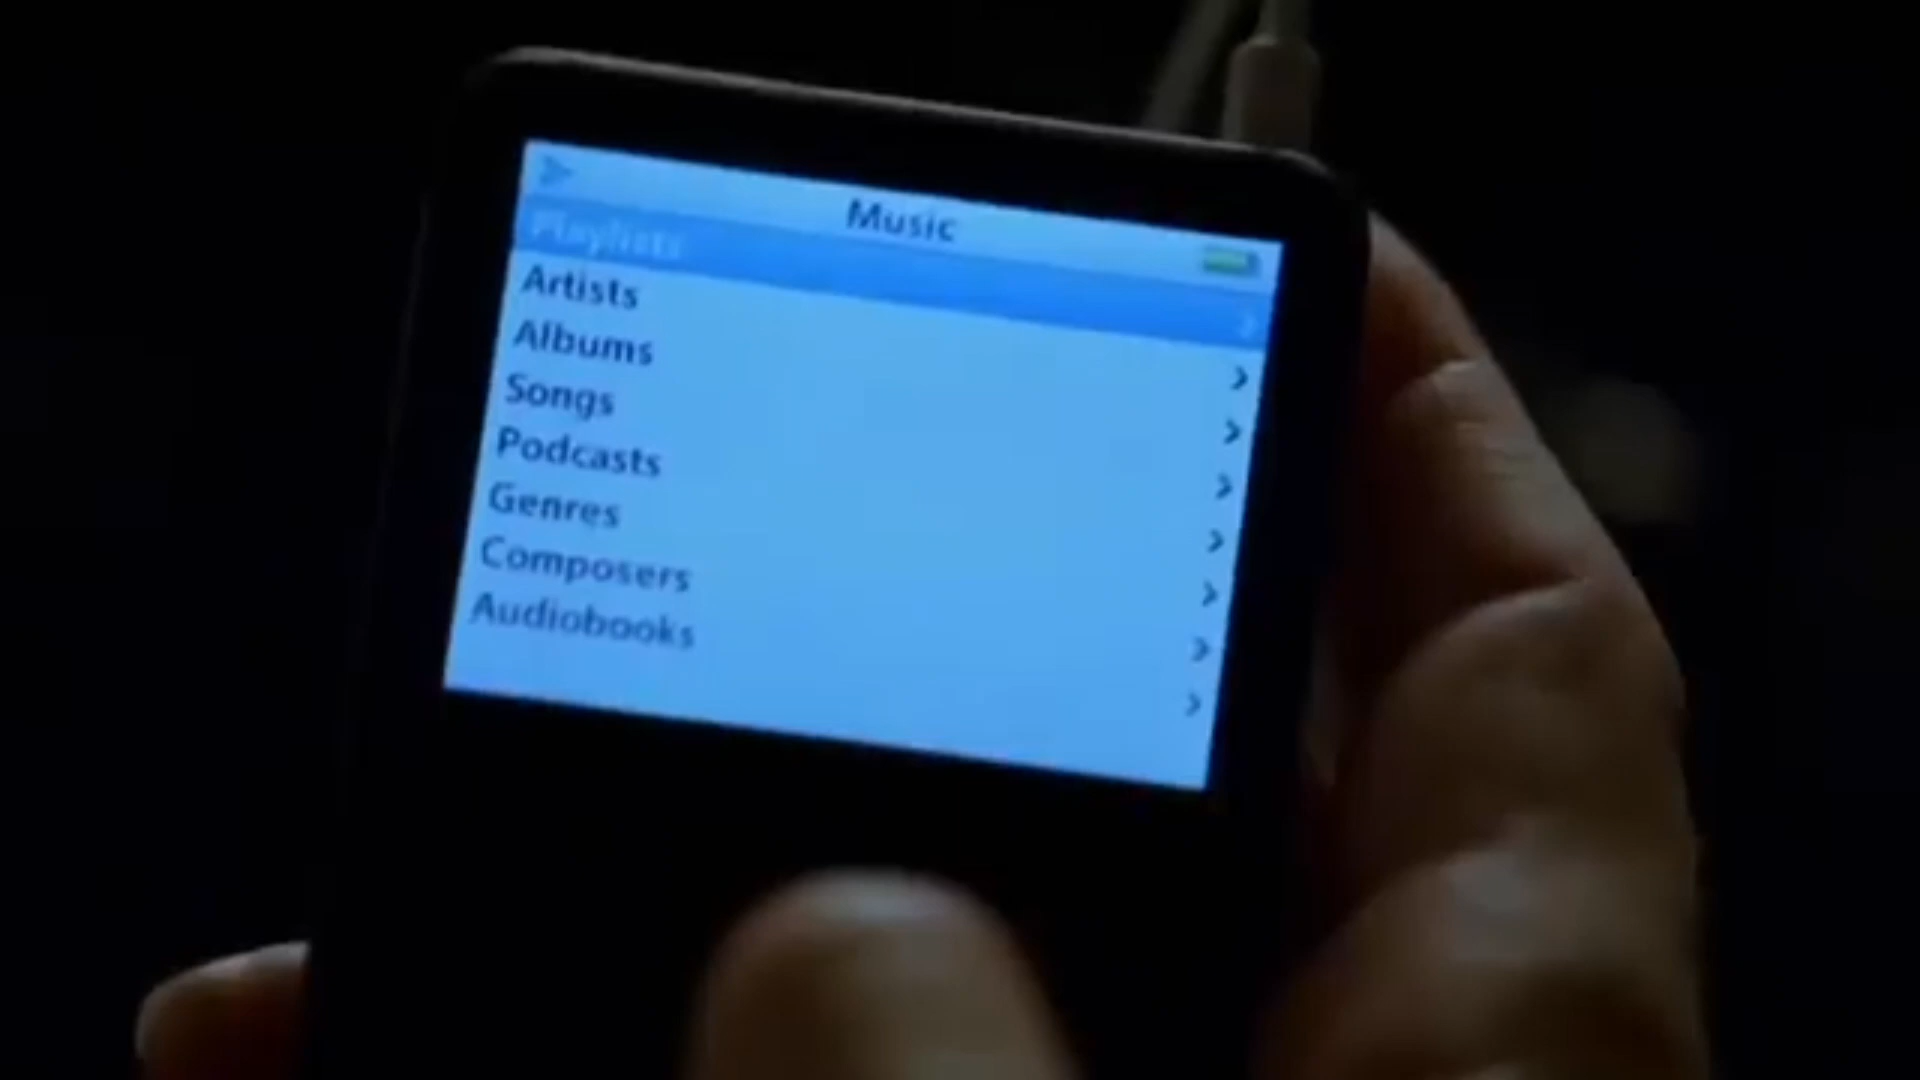 Music
Playlists
Artists
Albums
Songs
Podcasts
Genres
Composers
Audiobooks